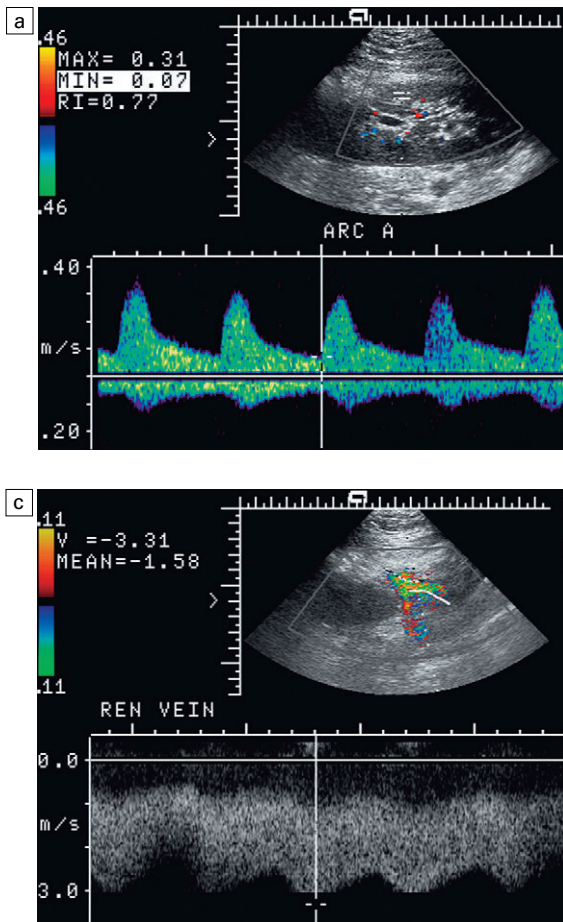 a
.46
MAX= 0.31
MIN= 0.07
RI=0.77
.46
ARC A
.40
m/s
.20
c
.11
V =-3.31
MEAN=-1.58
.11
REN VEIN
0.0
m/s
3.0